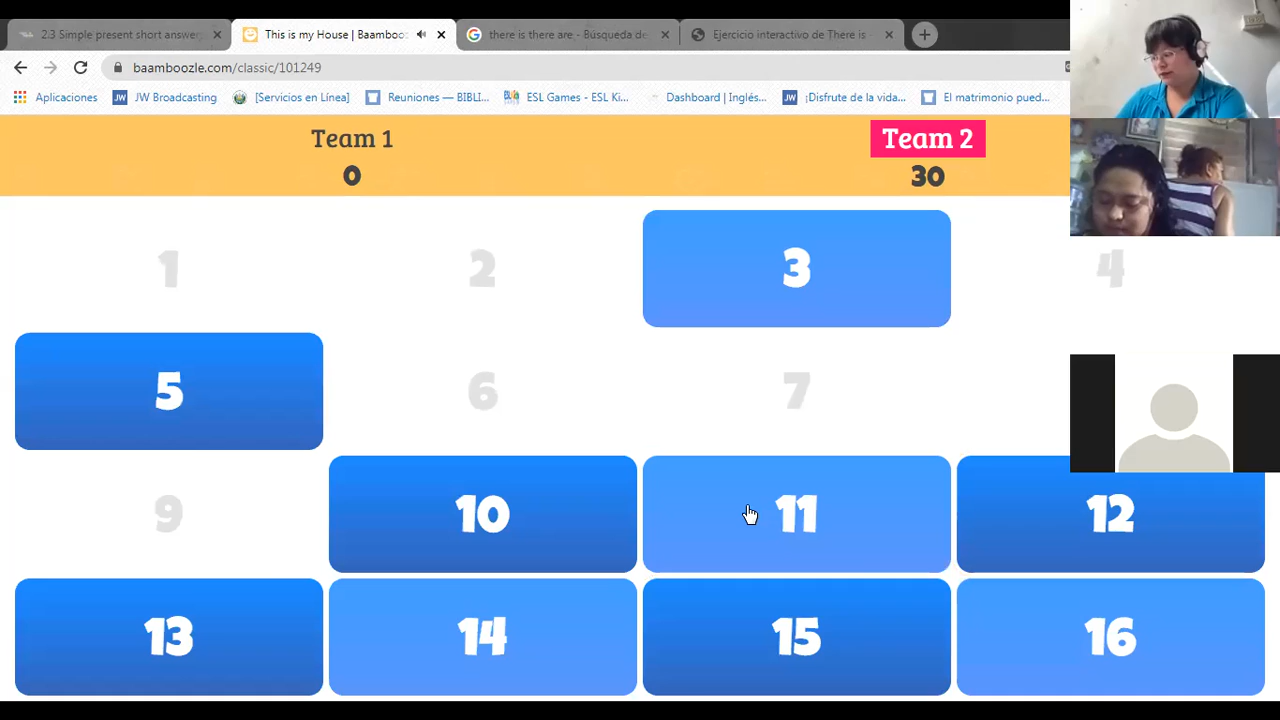 2.3 Simple present short answer
This is my House | Baamboo
there is there are - Búsqueda de
Ejercicio interactivo de There is
baamboozle.com/classic/101249
Aplicaciones
JW Broadcasting
[Servicios en Línea]
Reuniones — BIBLI...
ESL Games - ESL Ki...
Dashboard | Inglés...
¡Disfrute de la vida...
El matrimonio pued...
Team 1 Team 2
0 30
1 2 3 4
5 6 7
9 10 11 12
13 14 15 16